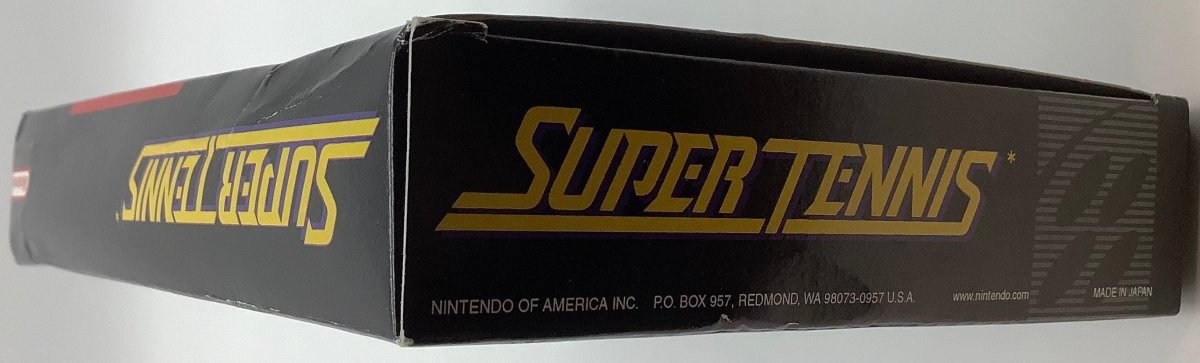 SUPER TENNIS
SUPER TENNIS*
NINTENDO OF AMERICA INC. P.O. BOX 957, REDMOND, WA 98073-0957 U.S.A. www.nintendo.com MADE IN JAPAN